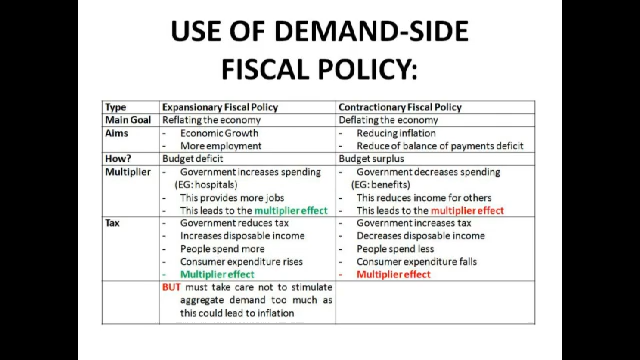 USE OF DEMAND-SIDE
FISCAL POLICY:
Type Expansionary Fiscal Policy Contractionary Fiscal Policy
Main Goal Reflating the economy Deflating the economy
Aims - Economic Growth - Reducing inflation
- More employment - Reduce of balance of payments deficit
How? Budget deficit Budget surplus
Multiplier - Government increases spending - Government decreases spending
(EG: hospitals) (EG: benefits)
- This provides more jobs - This reduces income for others
- This leads to the multiplier effect - This leads to the multiplier effect
Tax - Government reduces tax - Government increases tax
- Increases disposable income - Decreases disposable income
- People spend more - People spend less
- Consumer expenditure rises - Consumer expenditure falls
- Multiplier effect - Multiplier effect
BUT must take care not to stimulate
aggregate demand too much as
this could lead to inflation